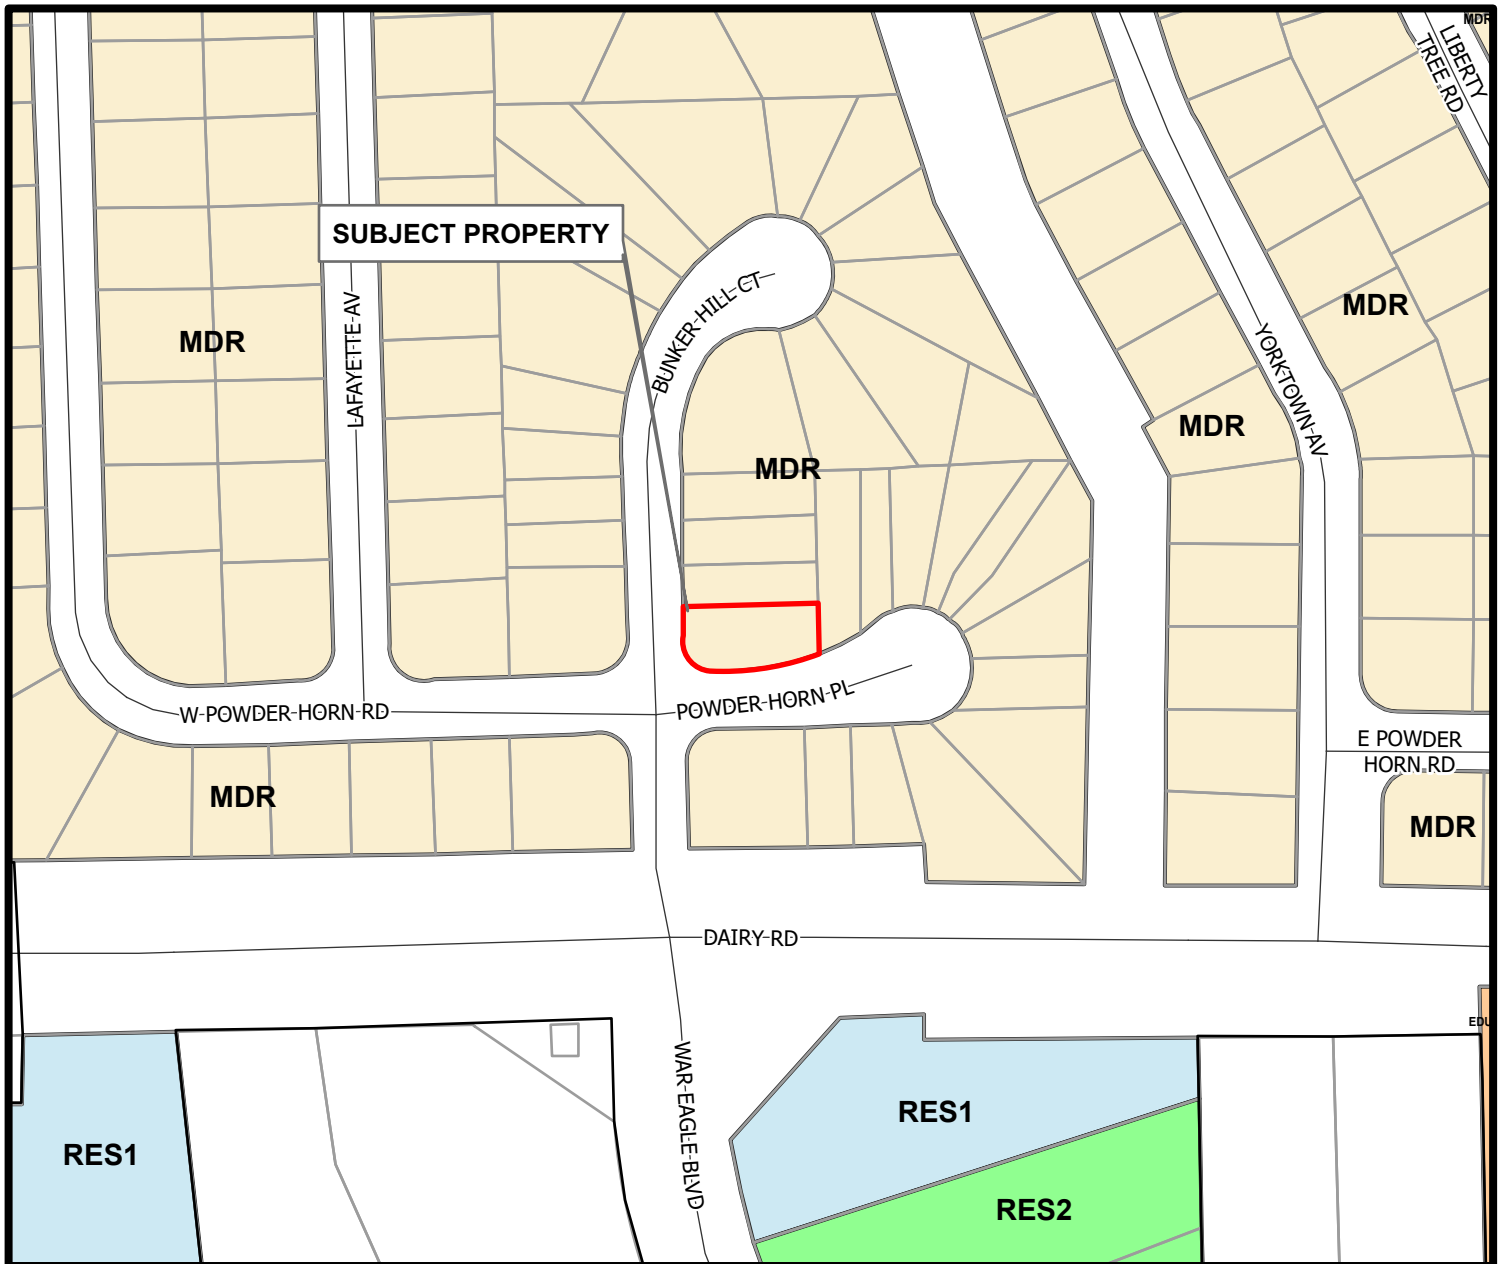 MDR
LIBERTY
TREE RD
SUBJECT PROPERTY
BUNKER HILL CT
MDR
MDR
LAFAYETTE AV
YORKTOWN AV
MDR
MDR
W POWDER HORN RD
POWDER HORN PL
E POWDER
HORN RD
MDR
MDR
DAIRY RD
EDU
WAR EAGLE BLVD
RES1
RES1
RES2